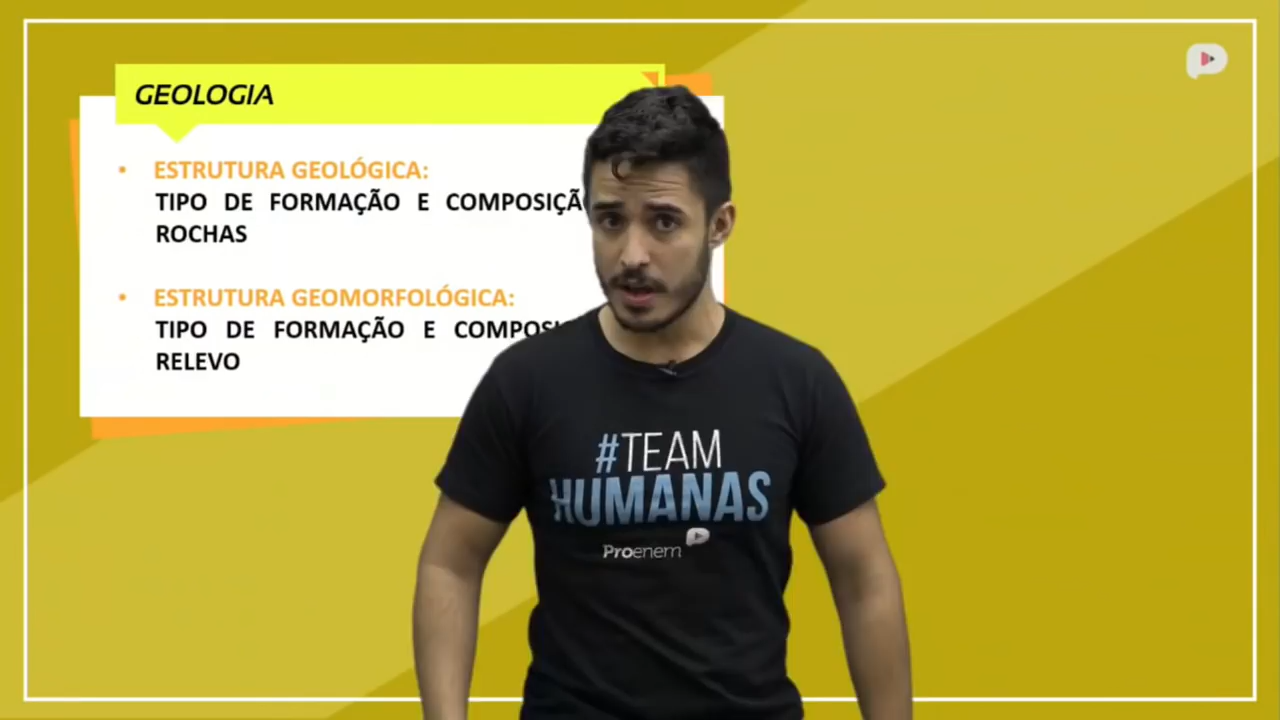 GEOLOGIA
• ESTRUTURA GEOLÓGICA:
TIPO DE FORMAÇÃO E
ROCHAS
• ESTRUTURA GEOMORFOLÓGICA:
TIPO DE FORMAÇÃO E
RELEVO
#TEAM
HUMANAS
Proenem